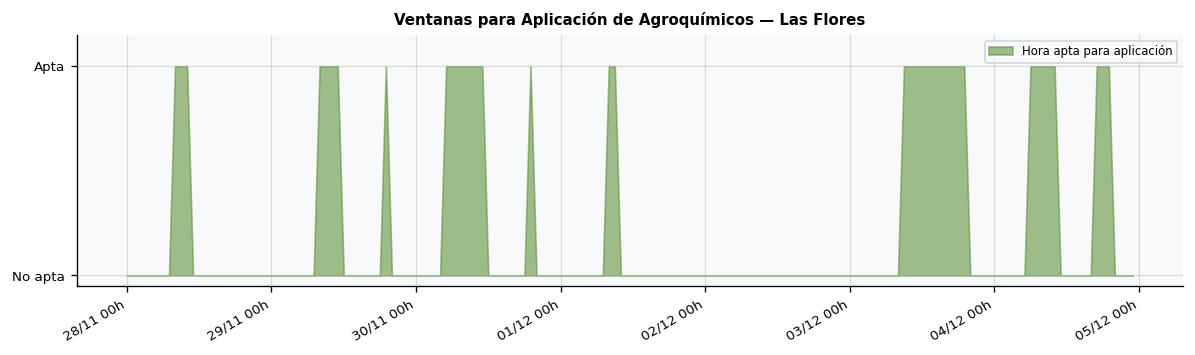 Ventanas para Aplicación de Agroquímicos — Las Flores
Hora apta para aplicación
Apta
No apta
28/11 00h
29/11 00h
30/11 00h
01/12 00h
02/12 00h
03/12 00h
04/12 00h
05/12 00h